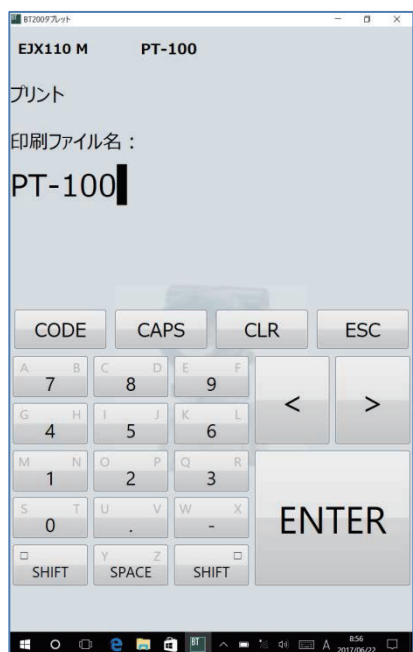 BT200タブレット
EJX110 M PT-100
プリント
印刷ファイル名：
PT-100
CODE CAPS CLR ESC
A B C D E F
7 8 9 < >
G H I J K L
4 5 6
M N O P Q R
1 2 3 ENTER
S T U V W X
0 . -
Y Z
SHIFT SPACE SHIFT
BT A 8:56
2017/06/22